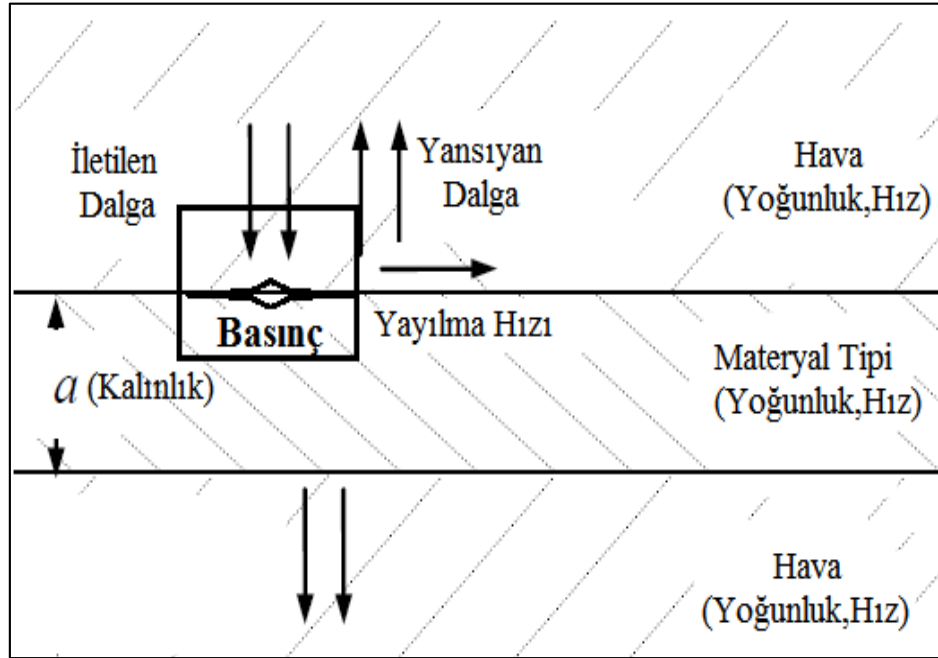 İletilen
Dalga
Yansıyan
Dalga
Hava
(Yoğunluk,Hız)
Basınç
Yayılma Hızı
a (Kalınlık)
Materyal Tipi
(Yoğunluk,Hız)
Hava
(Yoğunluk,Hız)